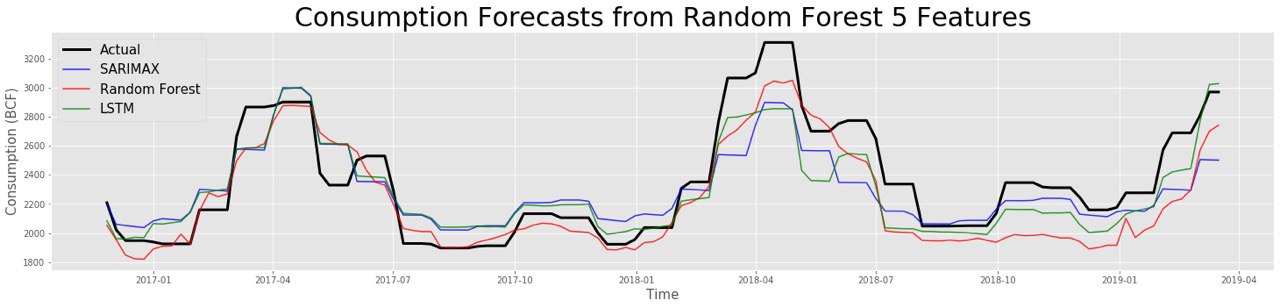 Consumption Forecasts from Random Forest 5 Features
Actual
SARIMAX
Random Forest
LSTM
Consumption (BCF)
3200
3000
2800
2600
2400
2200
2000
1800
2017-01 2017-04 2017-07 2017-10 2018-01 2018-04 2018-07 2018-10 2019-01 2019-04
Time